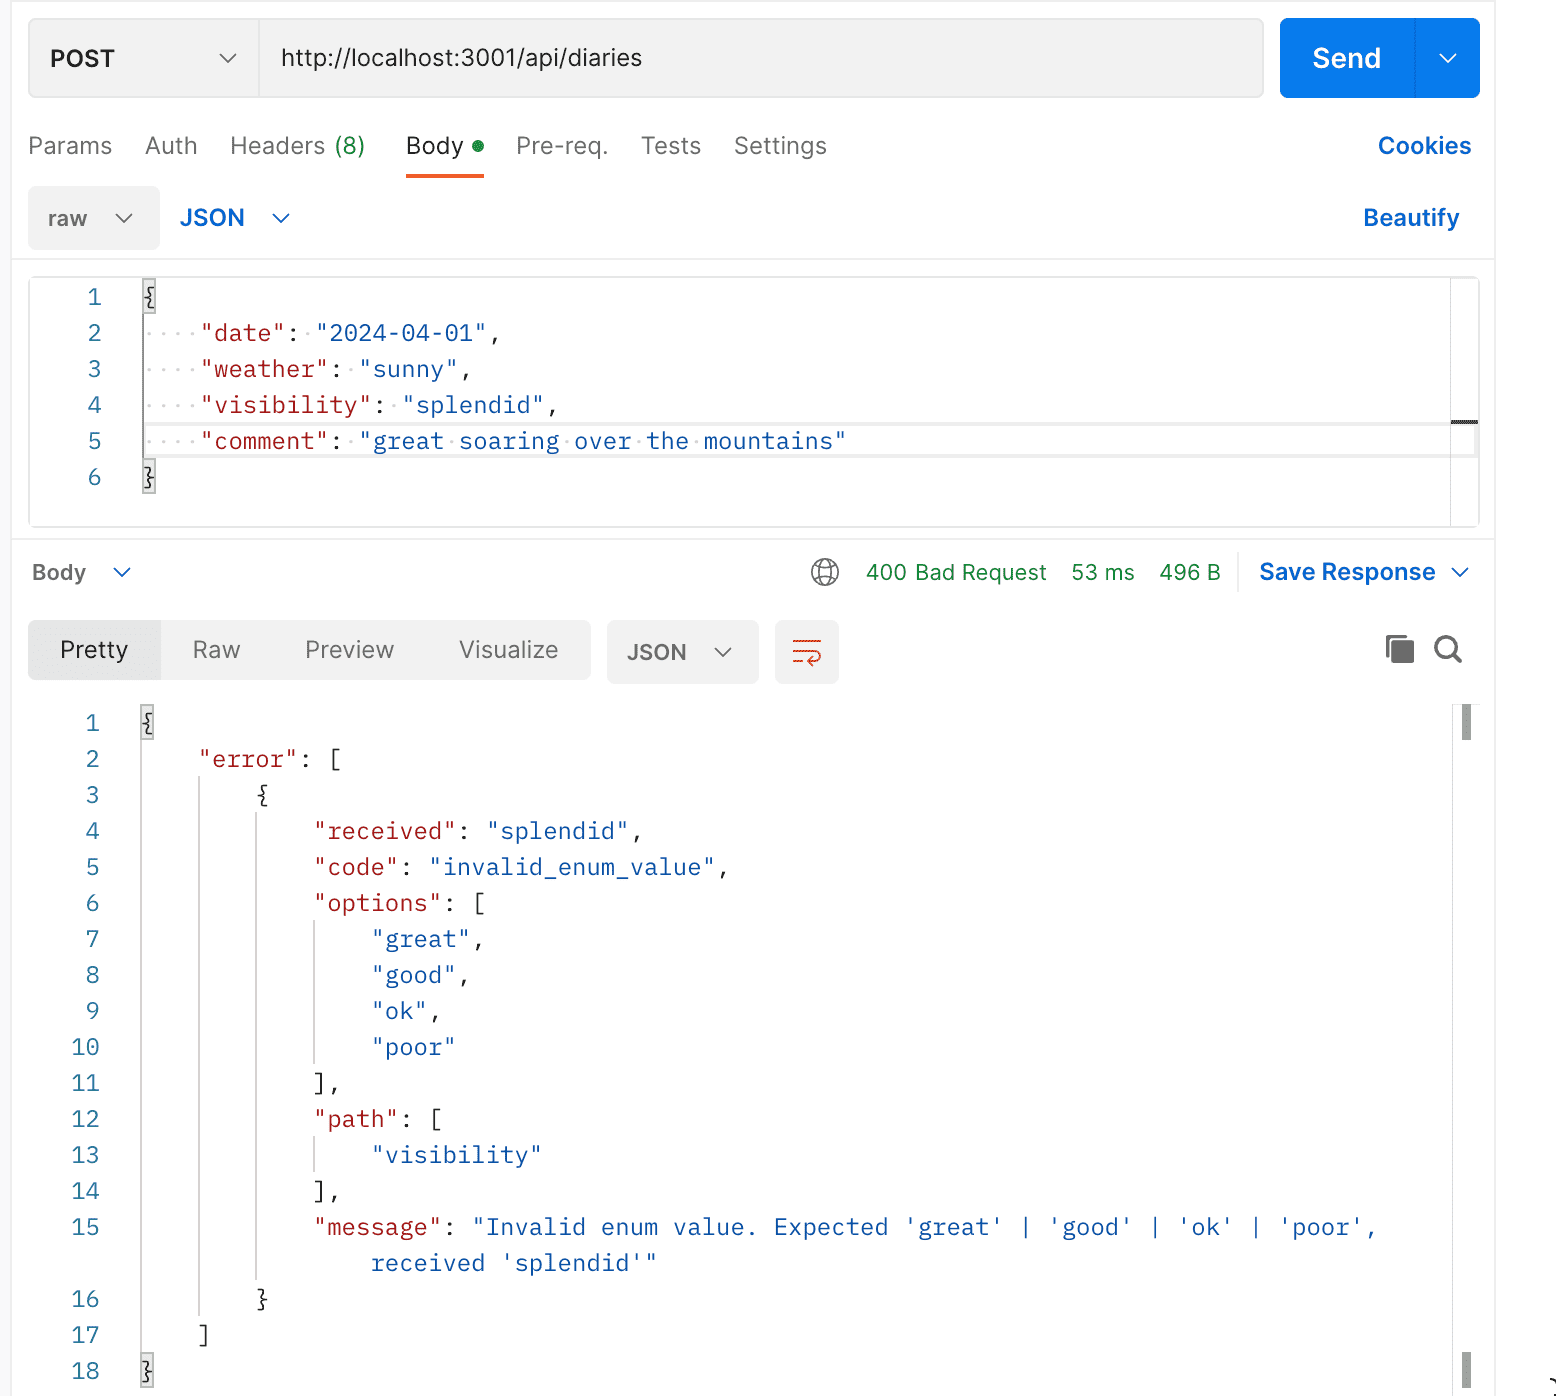 POST http://localhost:3001/api/diaries Send
Params Auth Headers (8) Body Pre-req. Tests Settings Cookies
raw JSON Beautify
1 {
2 "date": "2024-04-01",
3 "weather": "sunny",
4 "visibility": "splendid",
5 "comment": "great soaring over the mountains"
6 }
Body 400 Bad Request 53 ms 496 B Save Response
Pretty Raw Preview Visualize JSON
1 {
2 "error": [
3 {
4 "received": "splendid",
5 "code": "invalid_enum_value",
6 "options": [
7 "great",
8 "good",
9 "ok",
10 "poor"
11 ],
12 "path": [
13 "visibility"
14 ],
15 "message": "Invalid enum value. Expected 'great' | 'good' | 'ok' | 'poor',
received 'splendid'"
16 }
17 ]
18 }